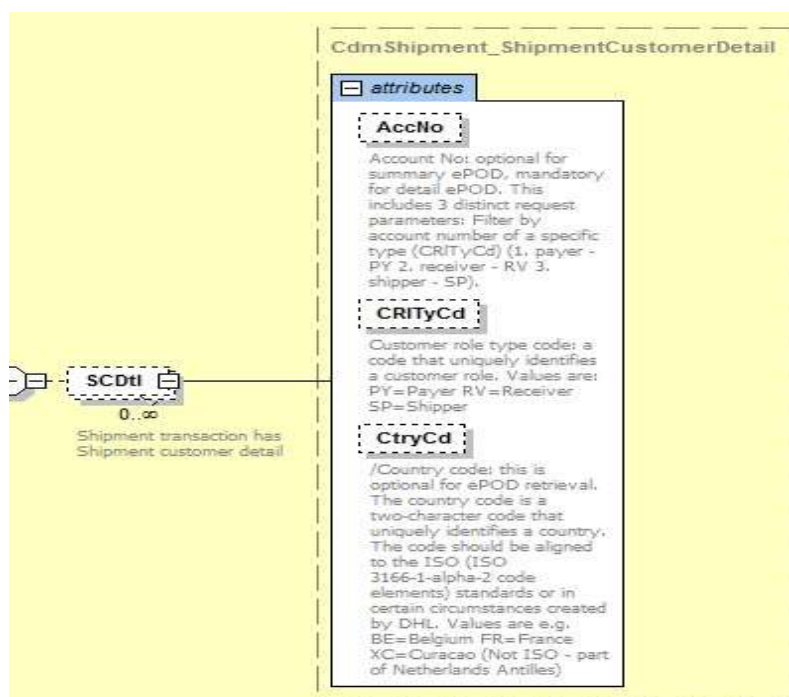 CdmShipment_ShipmentCustomerDetail
attributes
AccNo
Account No: optional for
summary ePOD, mandatory
for detail ePOD. This
includes 3 distinct request
parameters: Filter by
account number of a specific
type (CRlTyCd) (1. payer -
PY 2. receiver - RV 3.
shipper - SP).
CRlTyCd
Customer role type code: a
code that uniquely identifies
a customer role. Values are:
PY=Payer RV=Receiver
SP=Shipper
SCDtl
0..∞
Shipment transaction has
Shipment customer detail
CtryCd
/Country code: this is
optional for ePOD retrieval.
The country code is a
two-character code that
uniquely identifies a country.
The code should be aligned
to the ISO (ISO
3166-1-alpha-2 code
elements) standards or in
certain circumstances created
by DHL. Values are e.g.
BE=Belgium FR=France
XC=Curacao (Not ISO - part
of Netherlands Antilles)